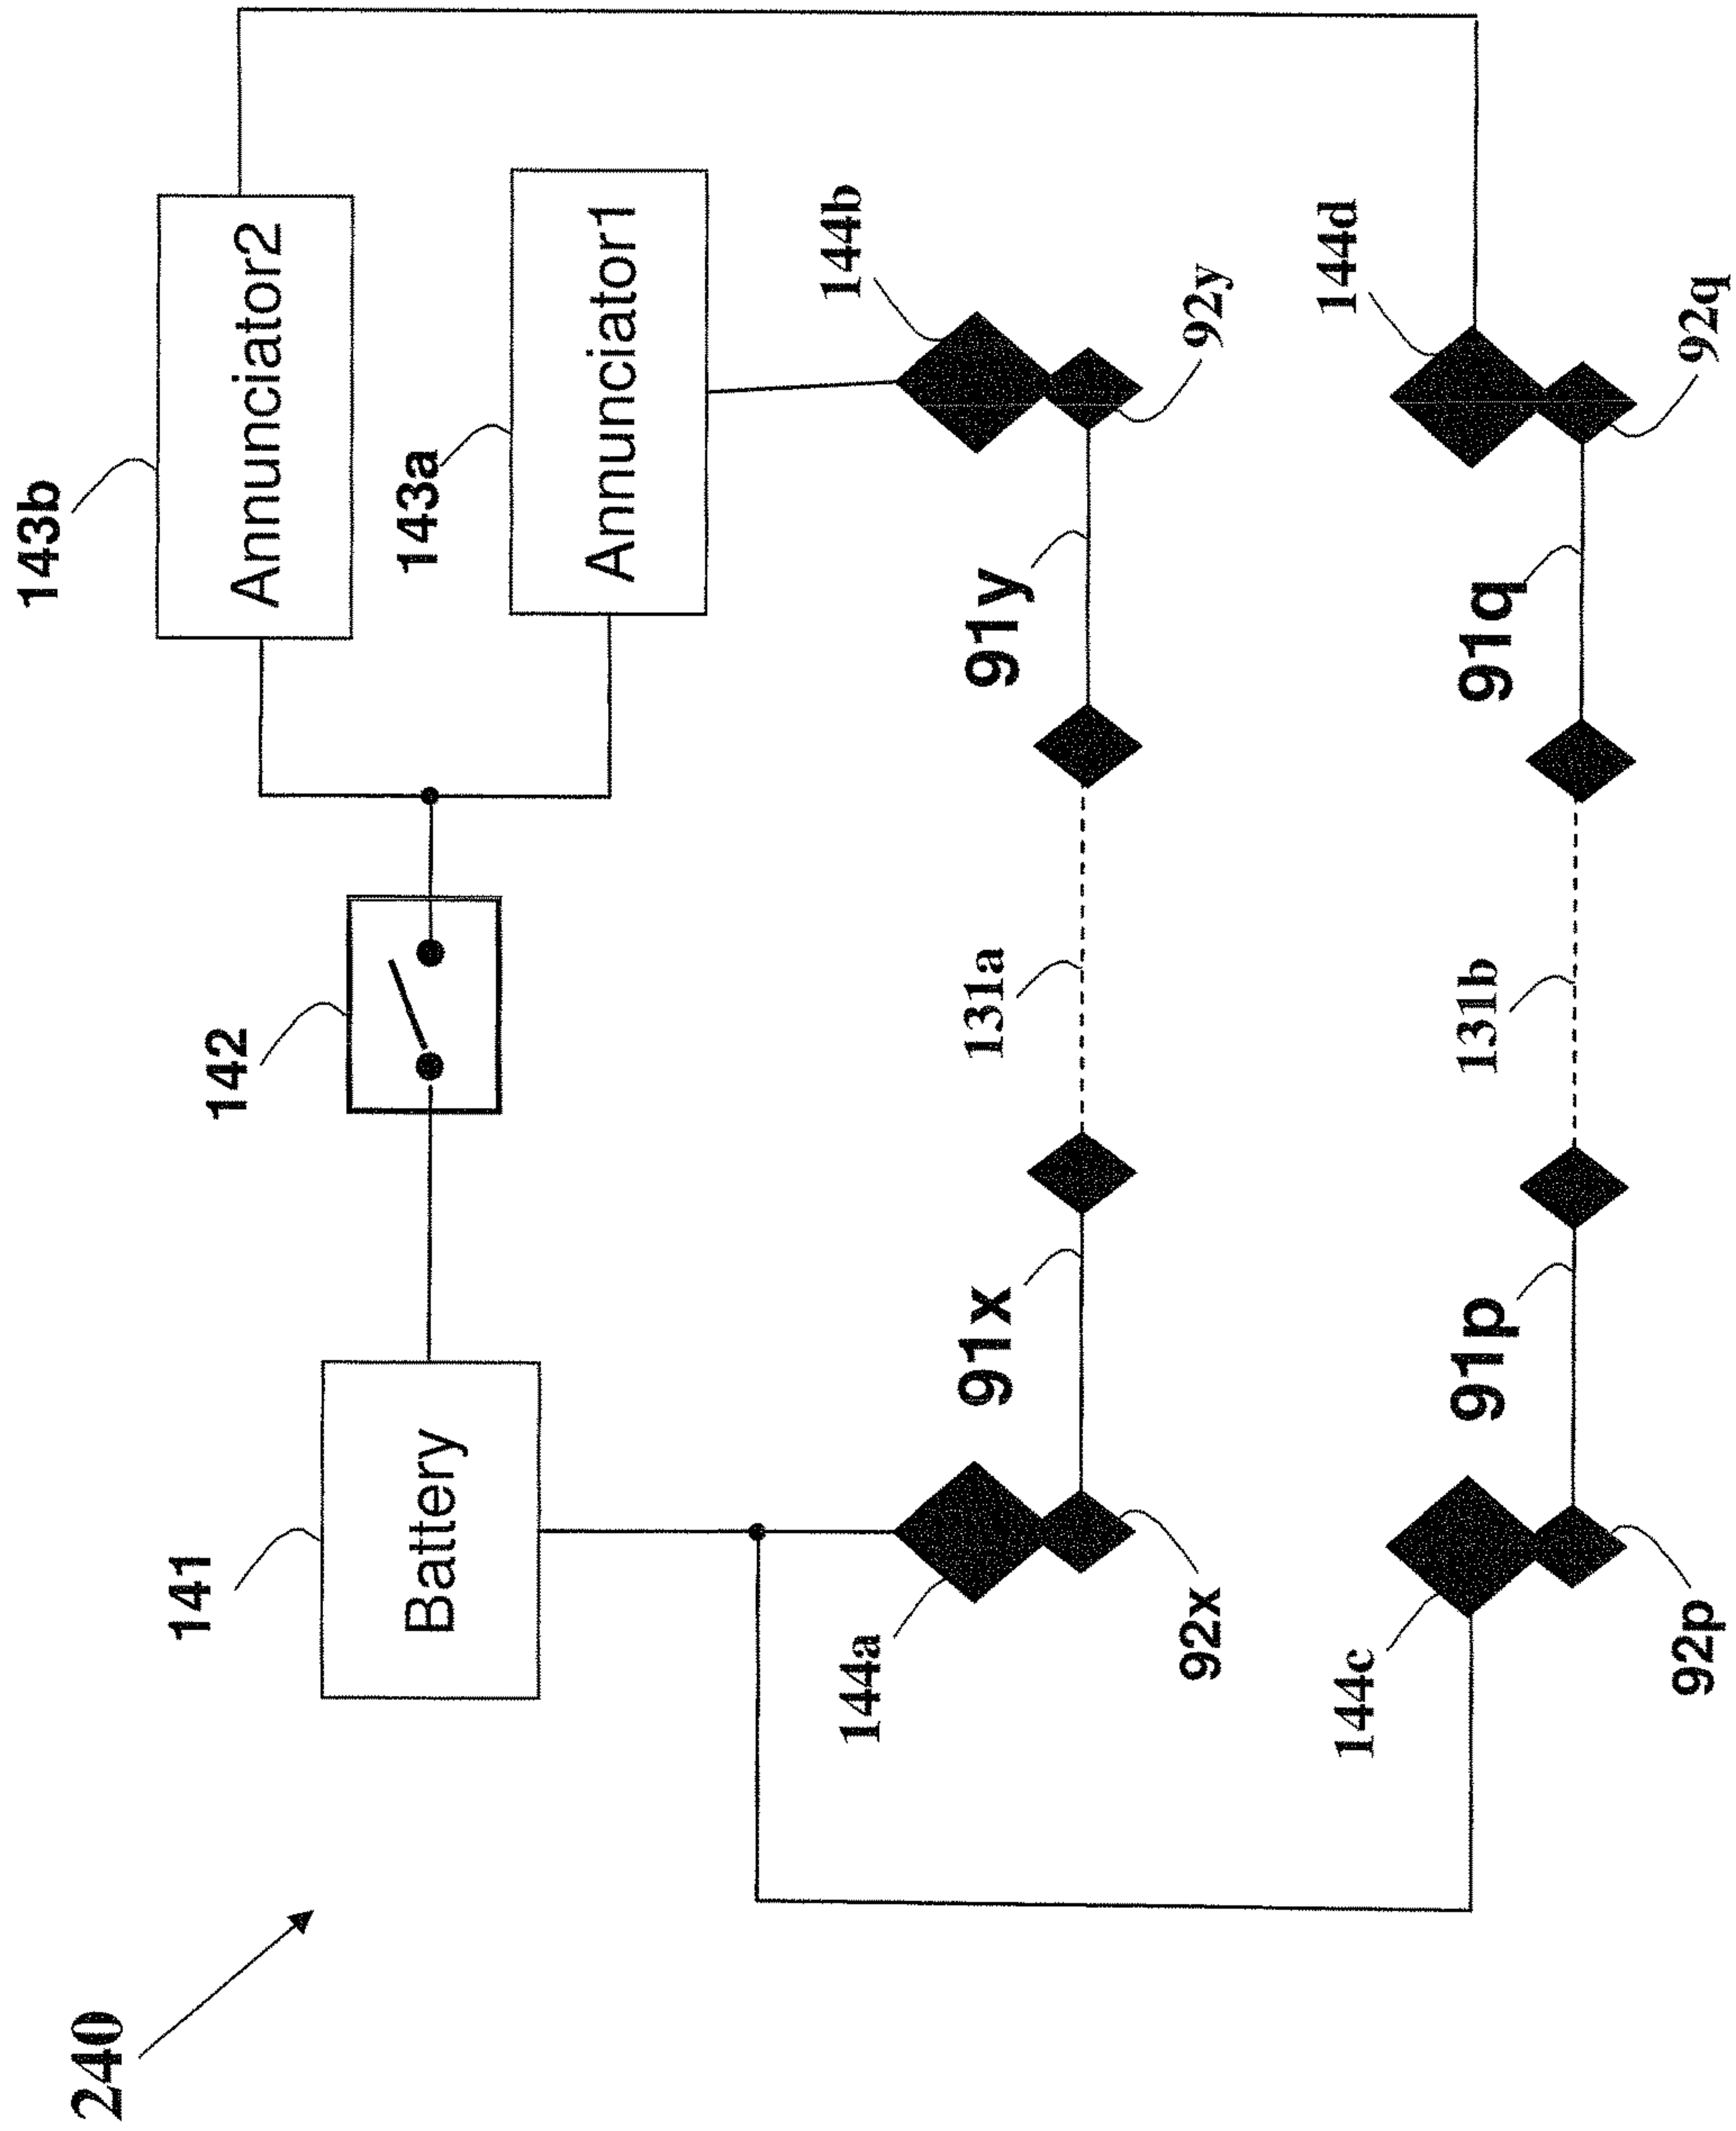 240
141
Battery
142
143b
Annunciator2
143a
Annunciator1
144a
92x
91x
131a
91y
144b
92y
144c
92p
91p
131b
91q
144d
92q